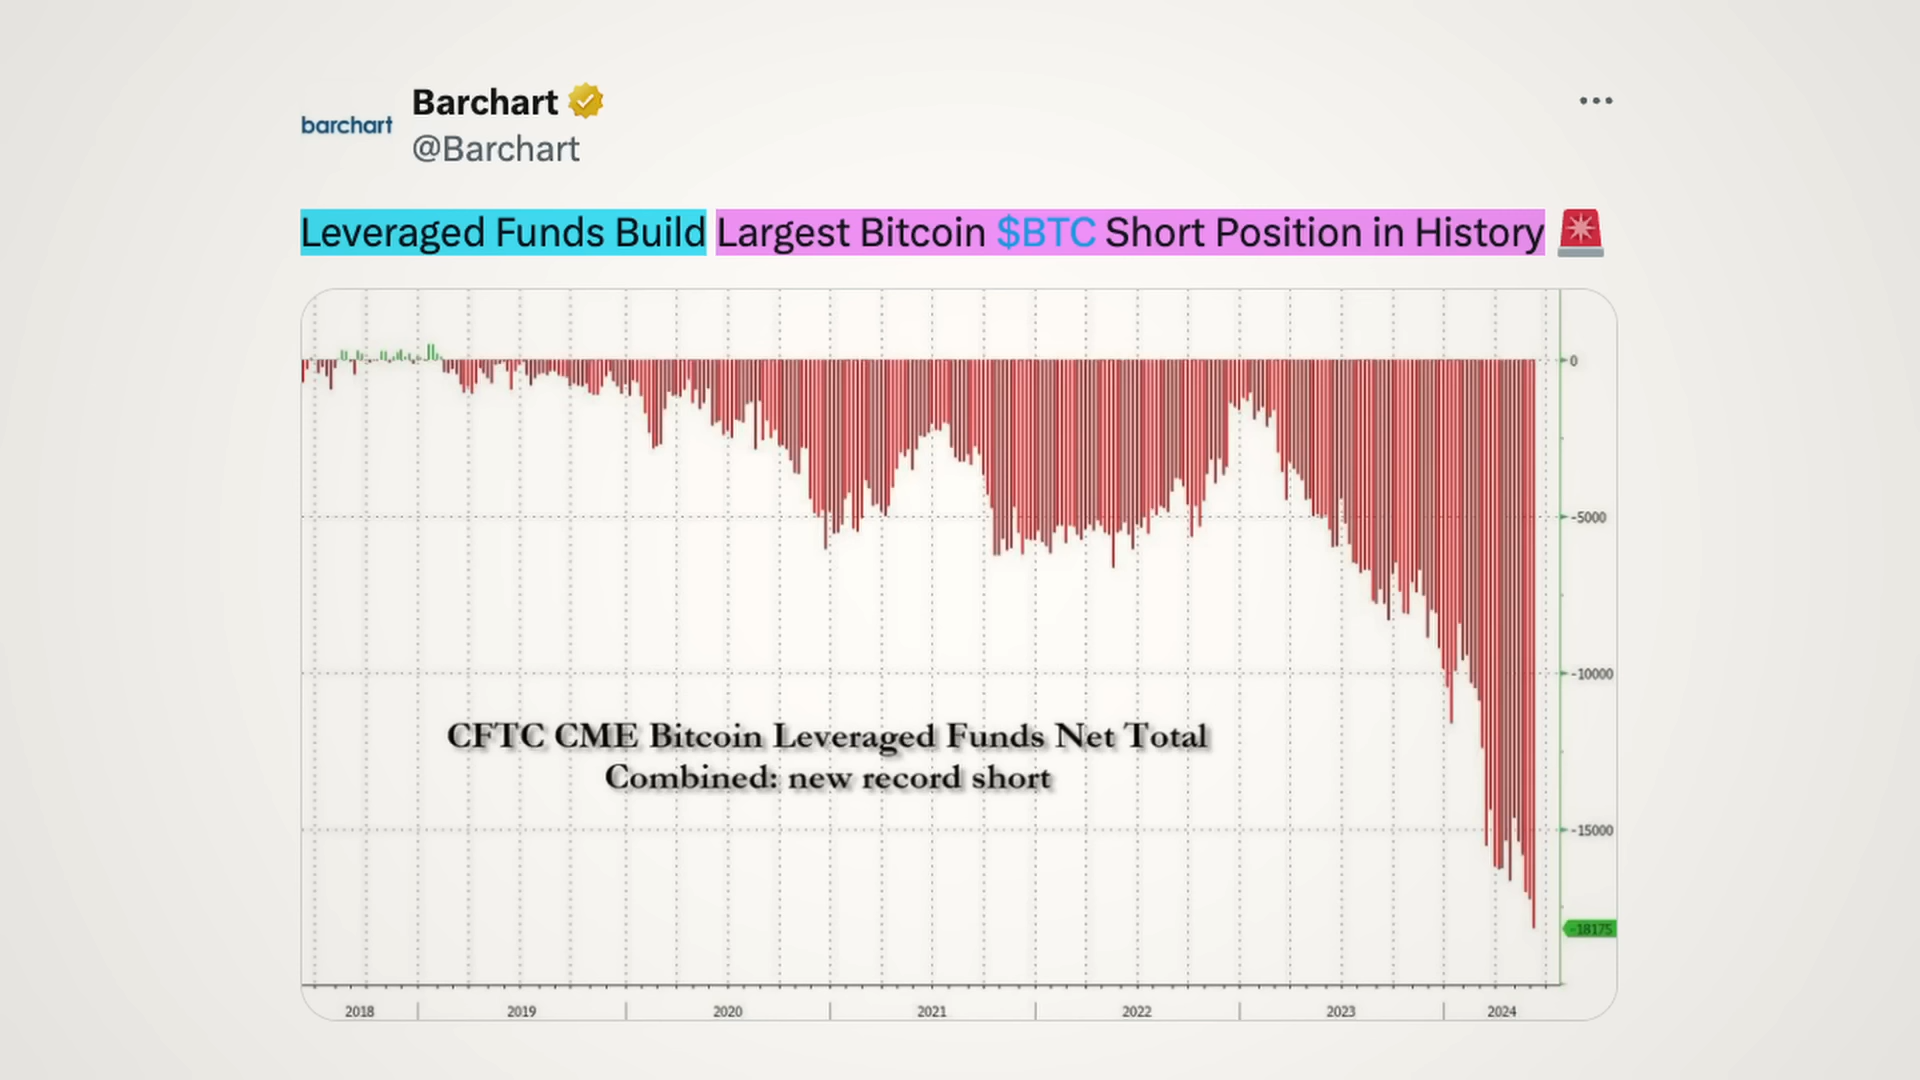 barchart
Barchart
@Barchart
Leveraged Funds Build Largest Bitcoin $BTC Short Position in History
0
-5000
-10000
-15000
-18175
CFTC CME Bitcoin Leveraged Funds Net Total
Combined: new record short
2018 2019 2020 2021 2022 2023 2024